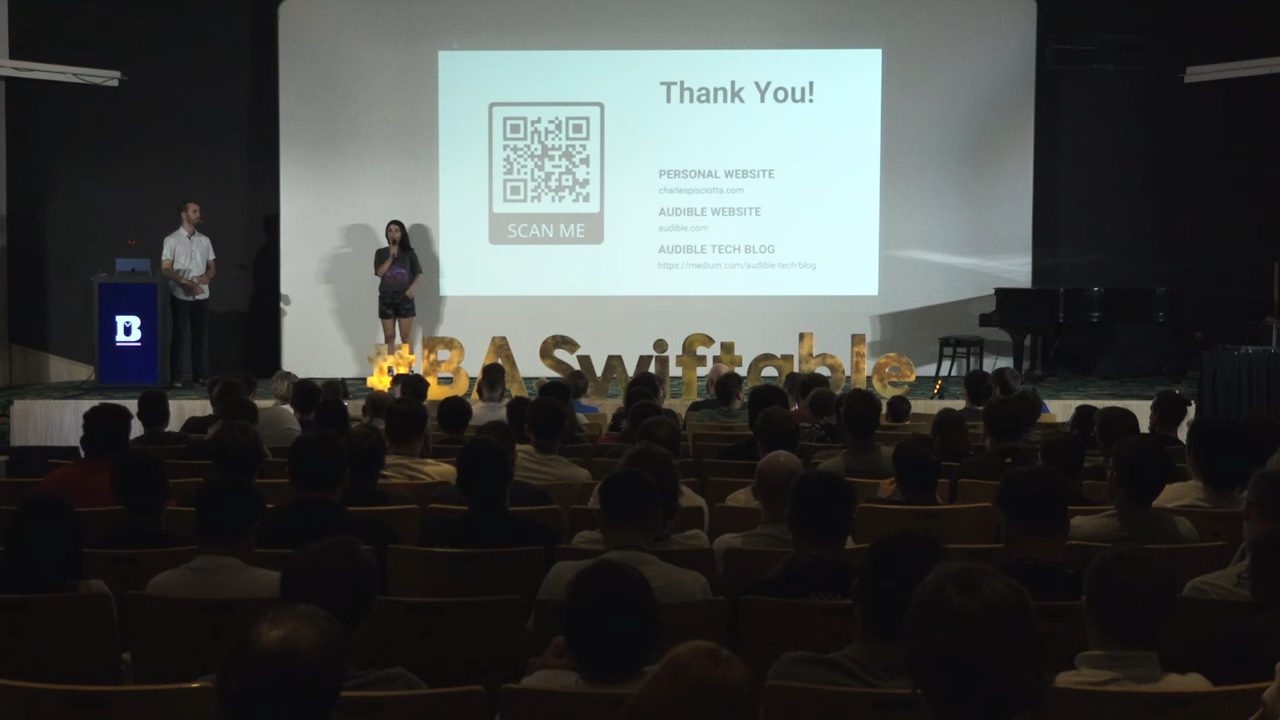 Thank You!
SCAN ME
PERSONAL WEBSITE
charlespisciotta.com
AUDIBLE WEBSITE
audible.com
AUDIBLE TECH BLOG
https://medium.com/audible-tech-blog
B
#BASwiftable